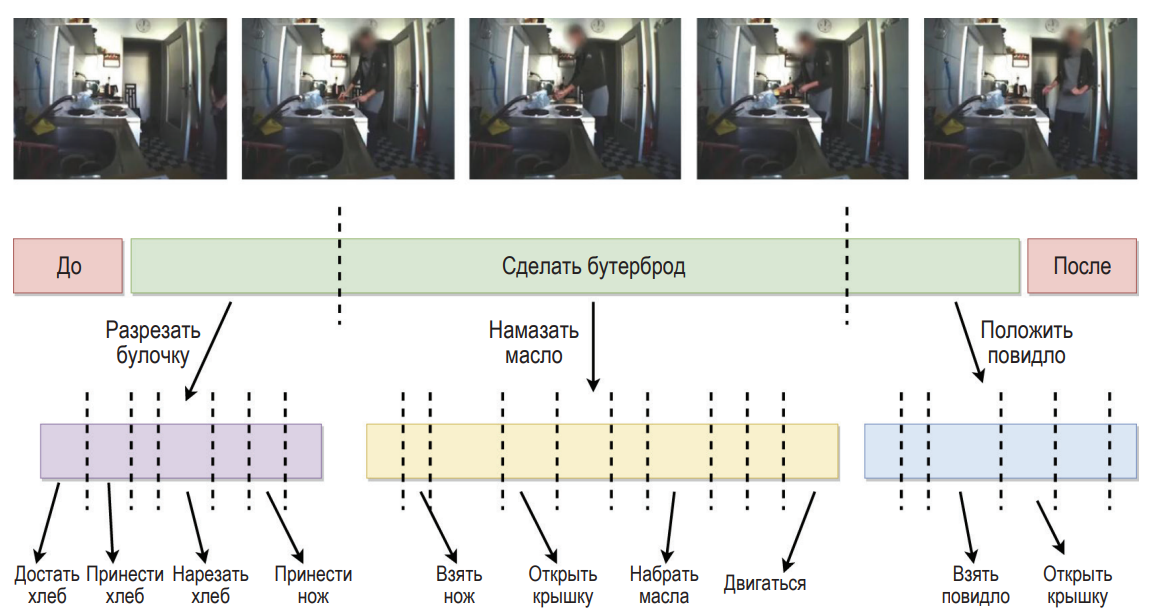 До
Сделать бутерброд
После
Разрезать
булочку
Намазать
масло
Положить
повидло
Достать
хлеб
Принести
хлеб
Нарезать
хлеб
Принести
нож
Взять
нож
Открыть
крышку
Набрать
масла
Двигаться
Взять
повидло
Открыть
крышку